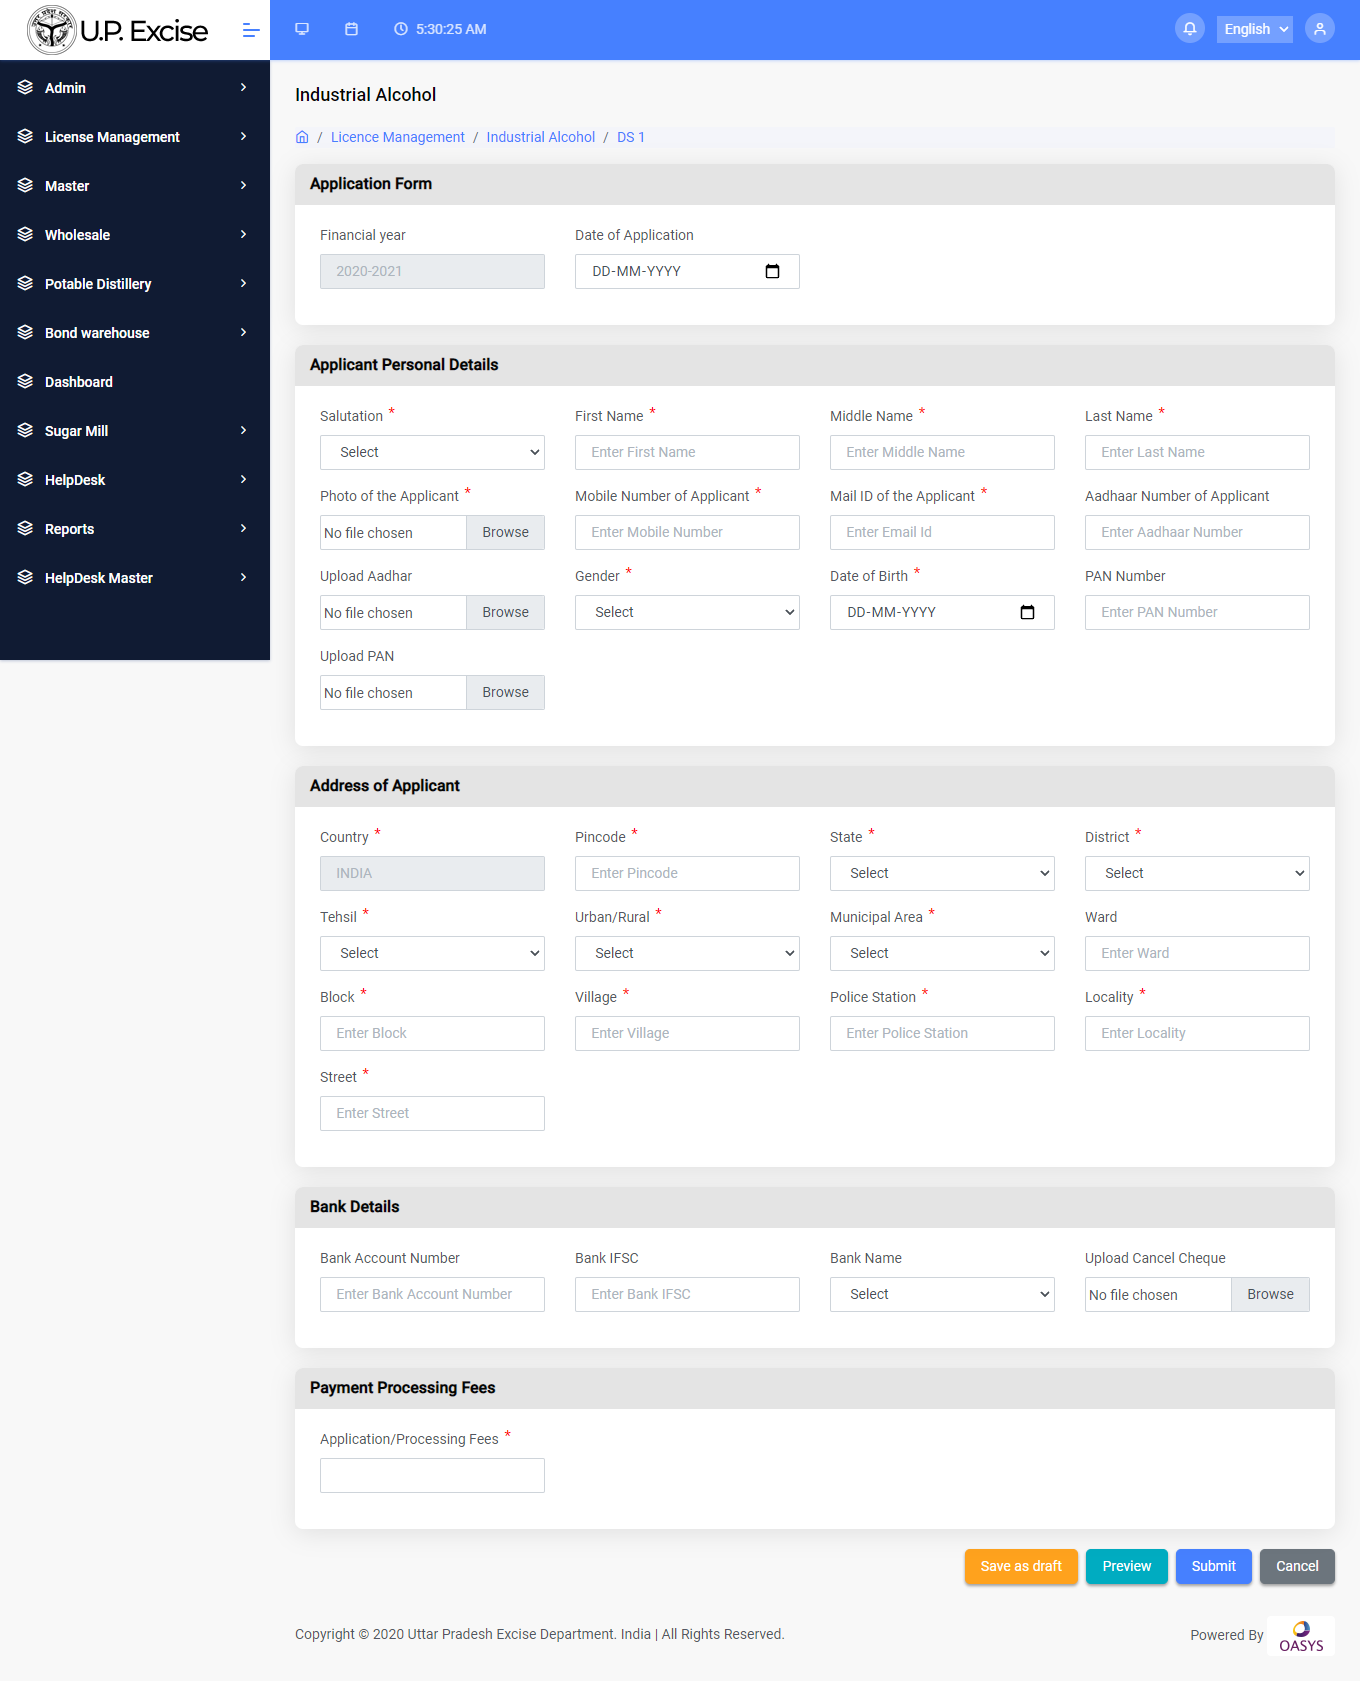 U.P. Excise
5:30:25 AM
English
Admin
License Management
Master
Wholesale
Potable Distillery
Bond warehouse
Dashboard
Sugar Mill
HelpDesk
Reports
HelpDesk Master
Industrial Alcohol
/ Licence Management / Industrial Alcohol / DS 1
Application Form
Financial year Date of Application
2020-2021 DD-MM-YYYY
Applicant Personal Details
Salutation * First Name * Middle Name * Last Name *
Select Enter First Name Enter Middle Name Enter Last Name
Photo of the Applicant * Mobile Number of Applicant * Mail ID of the Applicant * Aadhaar Number of Applicant
No file chosen Browse Enter Mobile Number Enter Email Id Enter Aadhaar Number
Upload Aadhar Gender * Date of Birth * PAN Number
No file chosen Browse Select DD-MM-YYYY Enter PAN Number
Upload PAN
No file chosen Browse
Address of Applicant
Country * Pincode * State * District *
INDIA Enter Pincode Select Select
Tehsil * Urban/Rural * Municipal Area * Ward
Select Select Select Enter Ward
Block * Village * Police Station * Locality *
Enter Block Enter Village Enter Police Station Enter Locality
Street *
Enter Street
Bank Details
Bank Account Number Bank IFSC Bank Name Upload Cancel Cheque
Enter Bank Account Number Enter Bank IFSC Select No file chosen Browse
Payment Processing Fees
Application/Processing Fees *
Save as draft Preview Submit Cancel
Copyright © 2020 Uttar Pradesh Excise Department. India | All Rights Reserved. Powered By OASYS